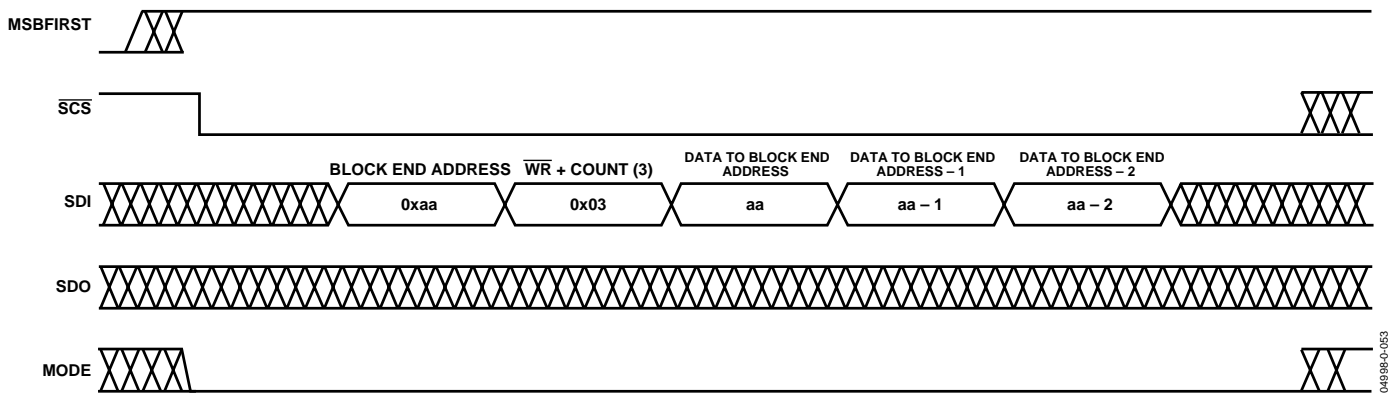 MSBFIRST
SCS
BLOCK END ADDRESS
WR + COUNT (3)
DATA TO BLOCK END
ADDRESS
DATA TO BLOCK END
ADDRESS – 1
DATA TO BLOCK END
ADDRESS – 2
SDI
0xaa
0x03
aa
aa – 1
aa – 2
SDO
MODE
04998-0-053